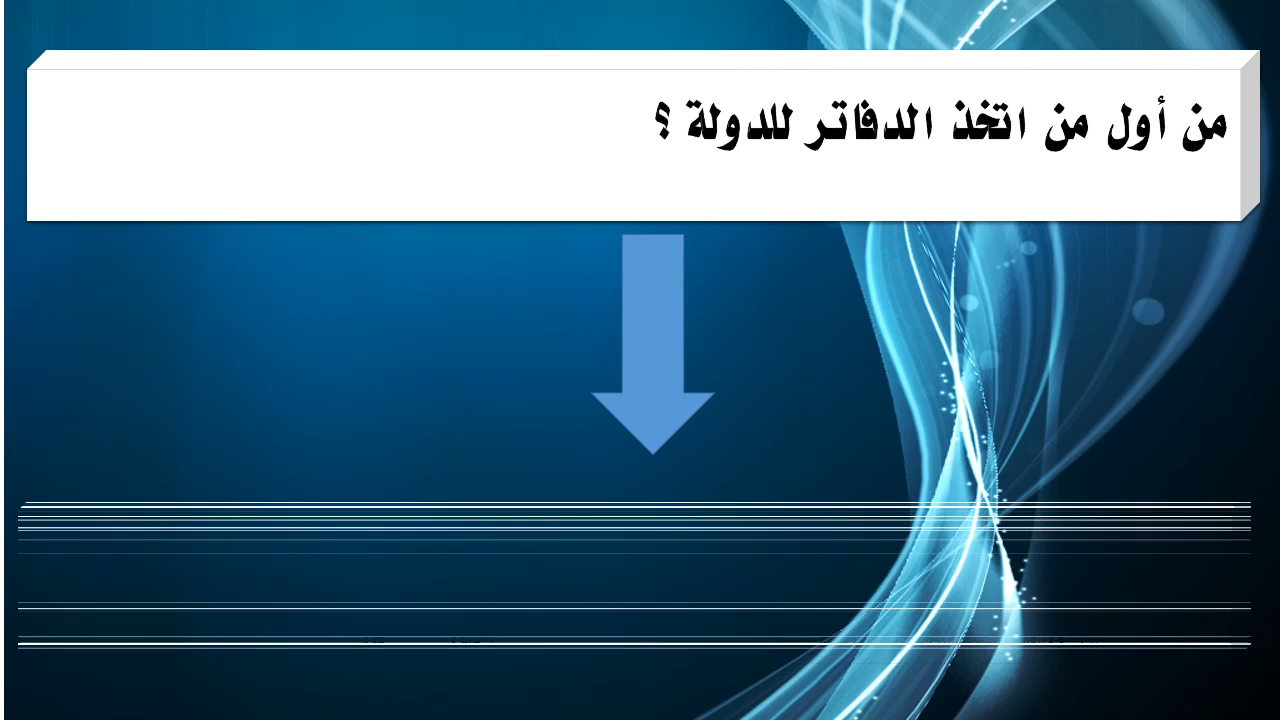 من أول من اتخذ الدفاتر للدولة ؟